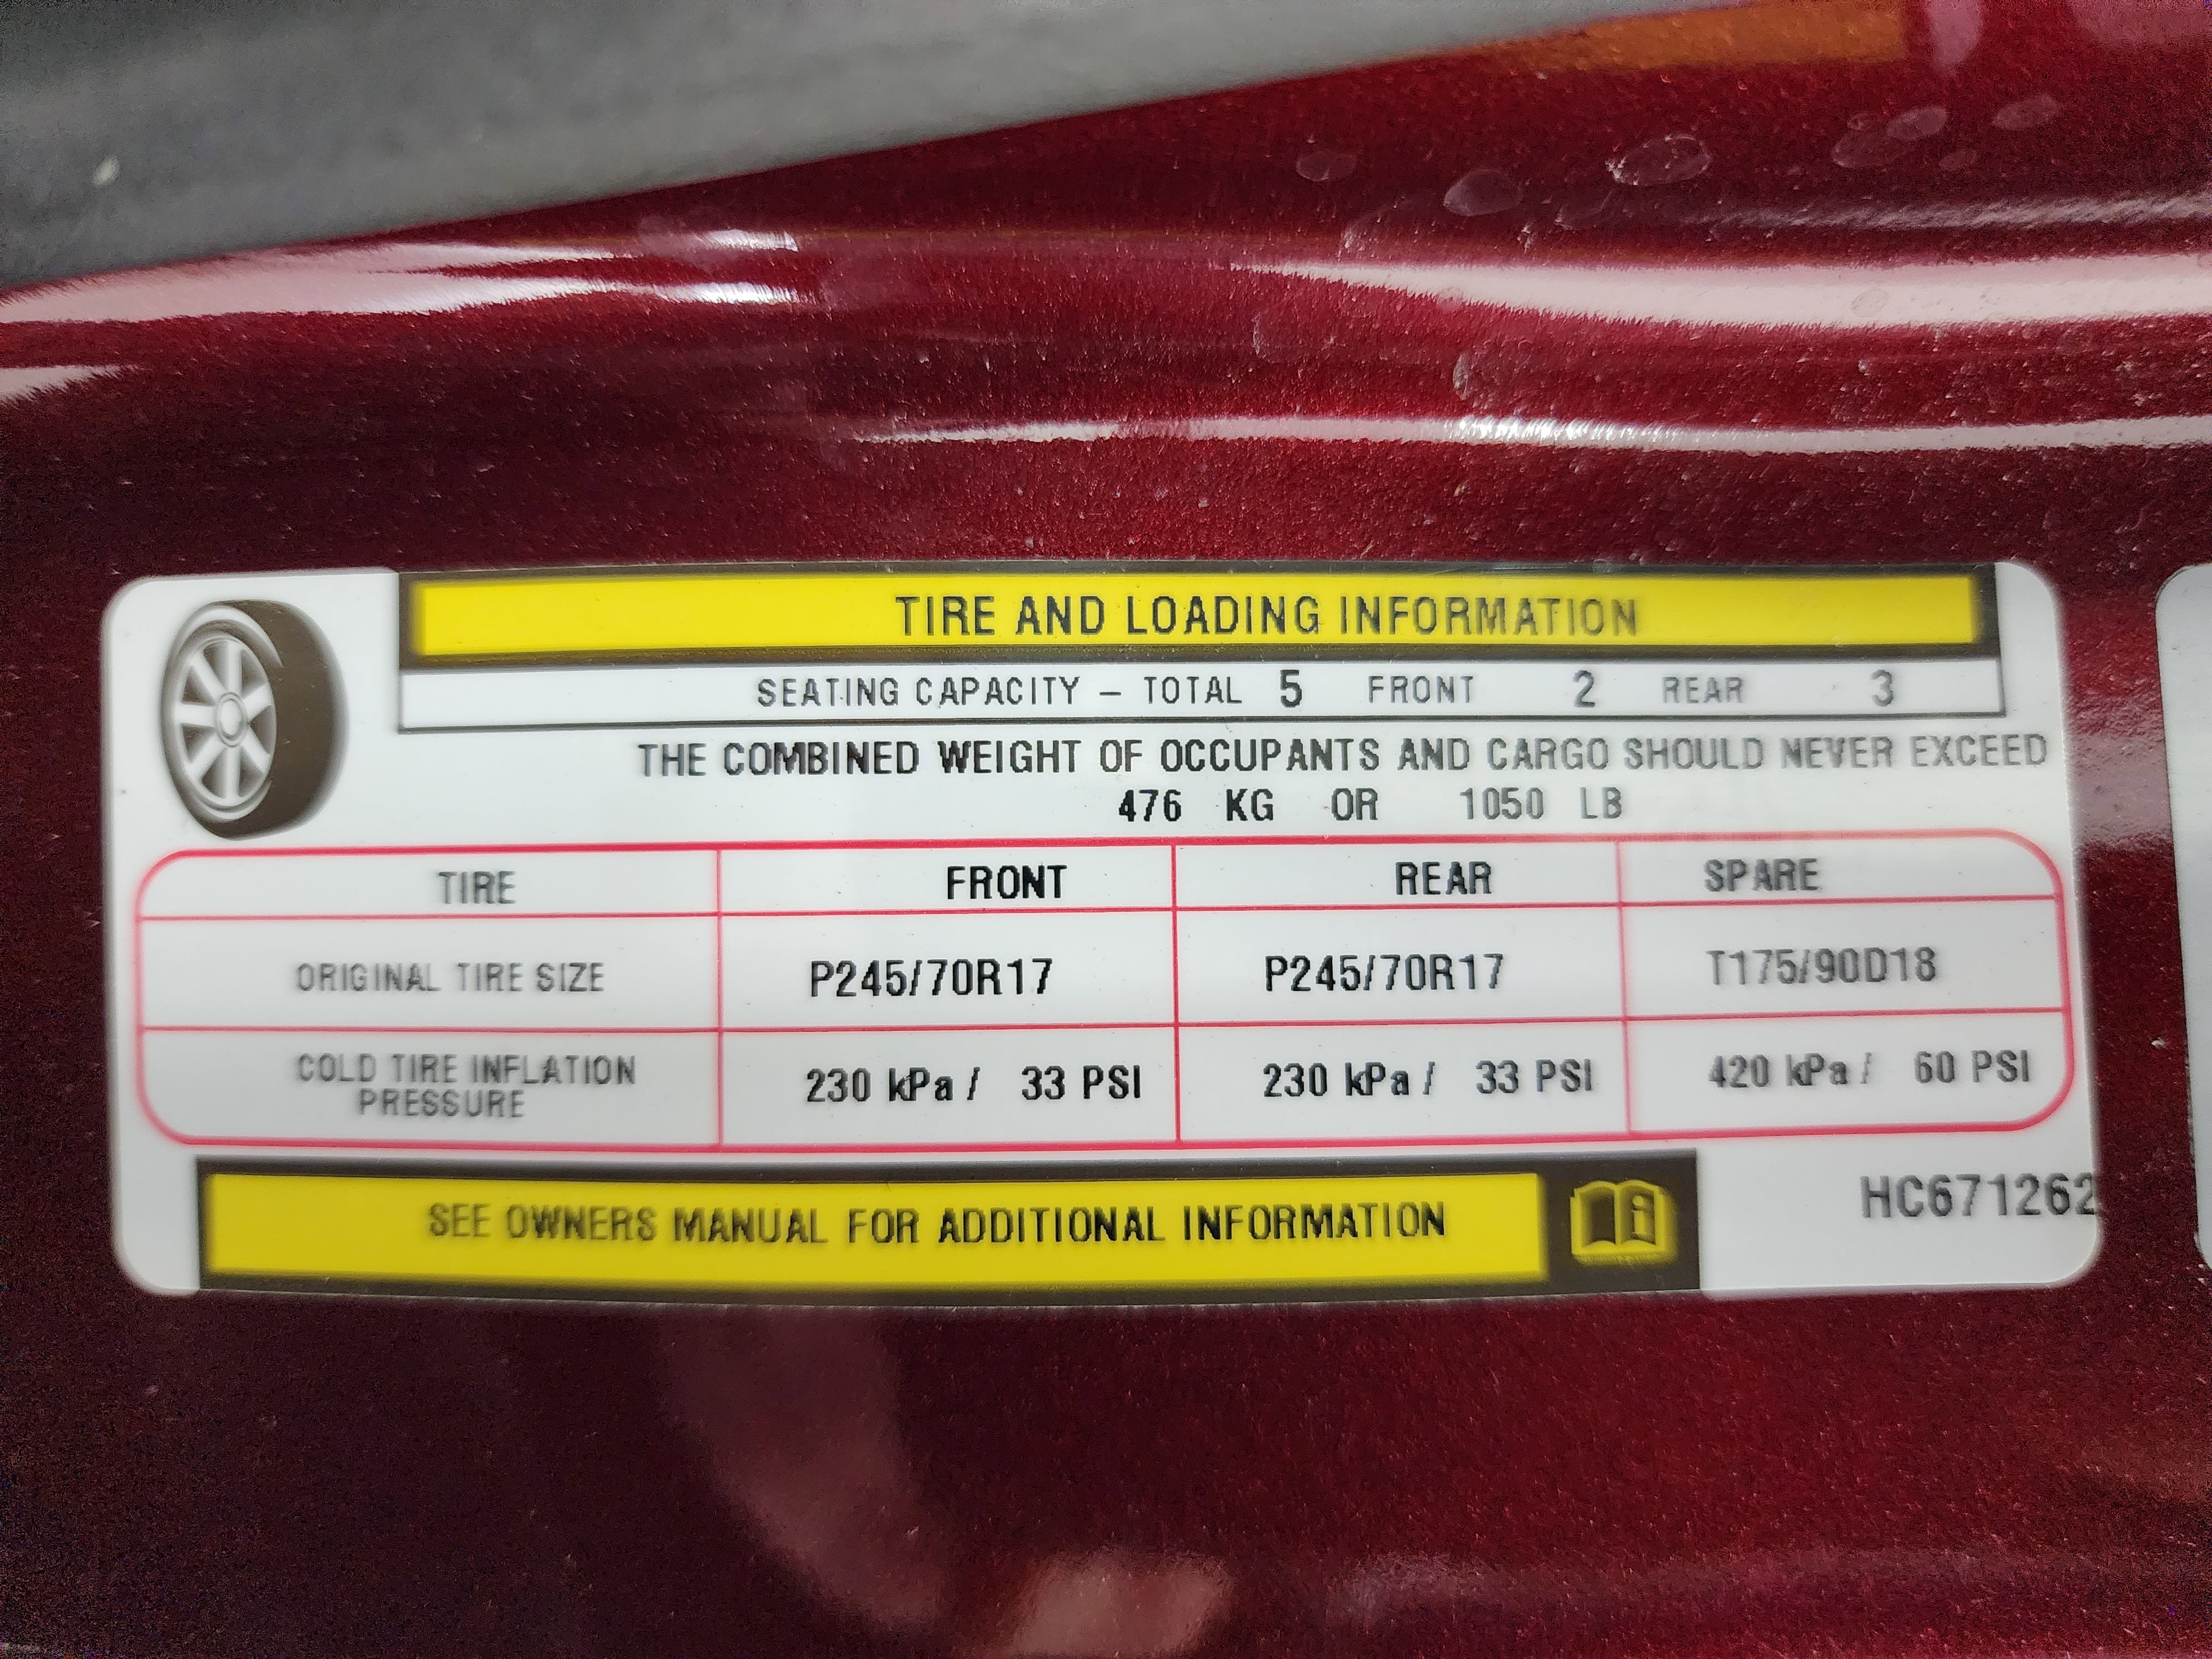 TIRE AND LOADING INFORMATION
SEATING CAPACITY – TOTAL 5 FRONT 2 REAR 3
THE COMBINED WEIGHT OF OCCUPANTS AND CARGO SHOULD NEVER EXCEED
476 KG OR 1050 LB
TIRE FRONT REAR SPARE
ORIGINAL TIRE SIZE P245/70R17 P245/70R17 T175/90D18
COLD TIRE INFLATION PRESSURE 230 kPa / 33 PSI 230 kPa / 33 PSI 420 kPa / 60 PSI
SEE OWNERS MANUAL FOR ADDITIONAL INFORMATION
HC671262